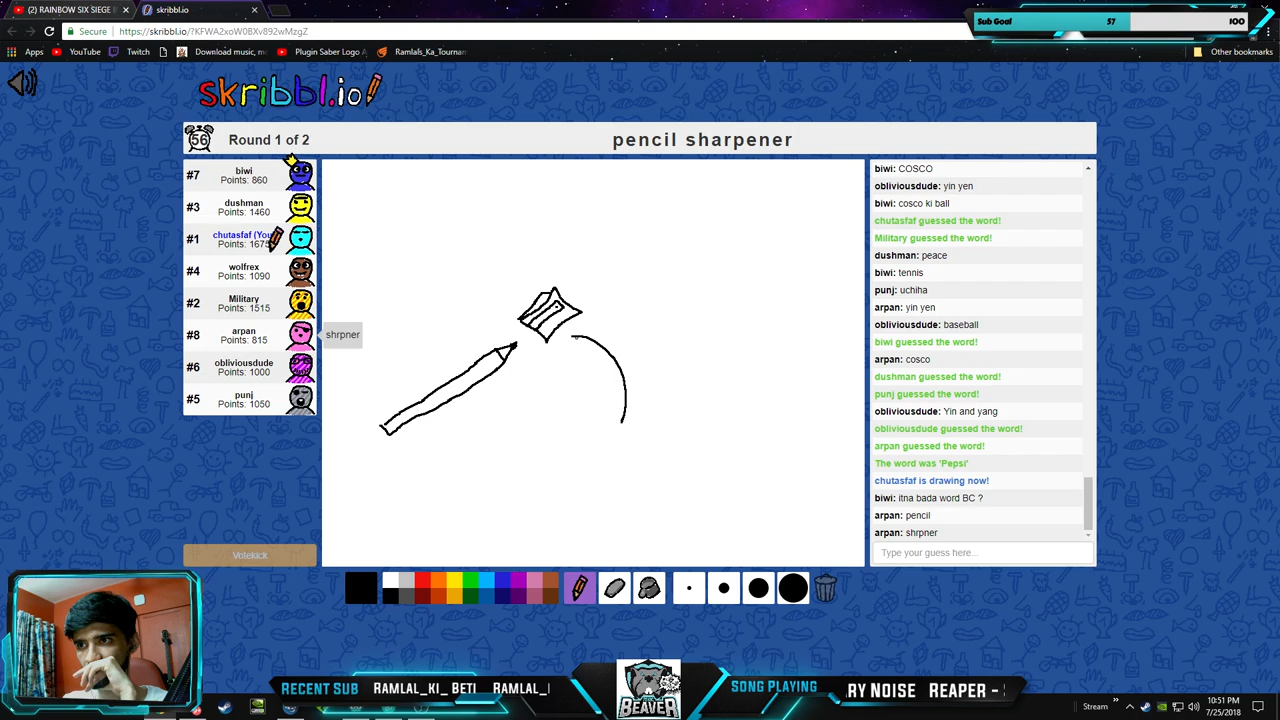 (2) RAINBOW SIX SIEGE
skribbl.io
Secure
https://skribbl.io/?KFWA2xoW0BXv892wMzgZ
Sub Goal
57
100
Apps
YouTube
Twitch
Download music, m
Plugin Saber Logo
Ramlals_Ka_Tourna
Other bookmarks
skribbl.io
56
Round 1 of 2
pencil sharpener
#7
biwi
Points: 860
#3
dushman
Points: 1460
#1
chutasfaf (You
Points: 1675
#4
wolfrex
Points: 1090
#2
Military
Points: 1515
#8
arpan
Points: 815
shrpner
#6
obliviousdude
Points: 1000
#5
punj
Points: 1050
Votekick
biwi: COSCO
obliviousdude: yin yen
biwi: cosco ki ball
chutasfaf guessed the word!
Military guessed the word!
dushman: peace
biwi: tennis
punj: uchiha
arpan: yin yen
obliviousdude: baseball
biwi guessed the word!
arpan: cosco
dushman guessed the word!
punj guessed the word!
obliviousdude: Yin and yang
obliviousdude guessed the word!
arpan guessed the word!
The word was 'Pepsi'
chutasfaf is drawing now!
biwi: itna bada word BC ?
arpan: pencil
arpan: shrpner
Type your guess here...
RECENT SUB
RAMLAL_KI_ BETI
RAMLAL_
BEAVER
SONG PLAYING
RY NOISE
REAPER -
Stream
10:51 PM
7/25/2018